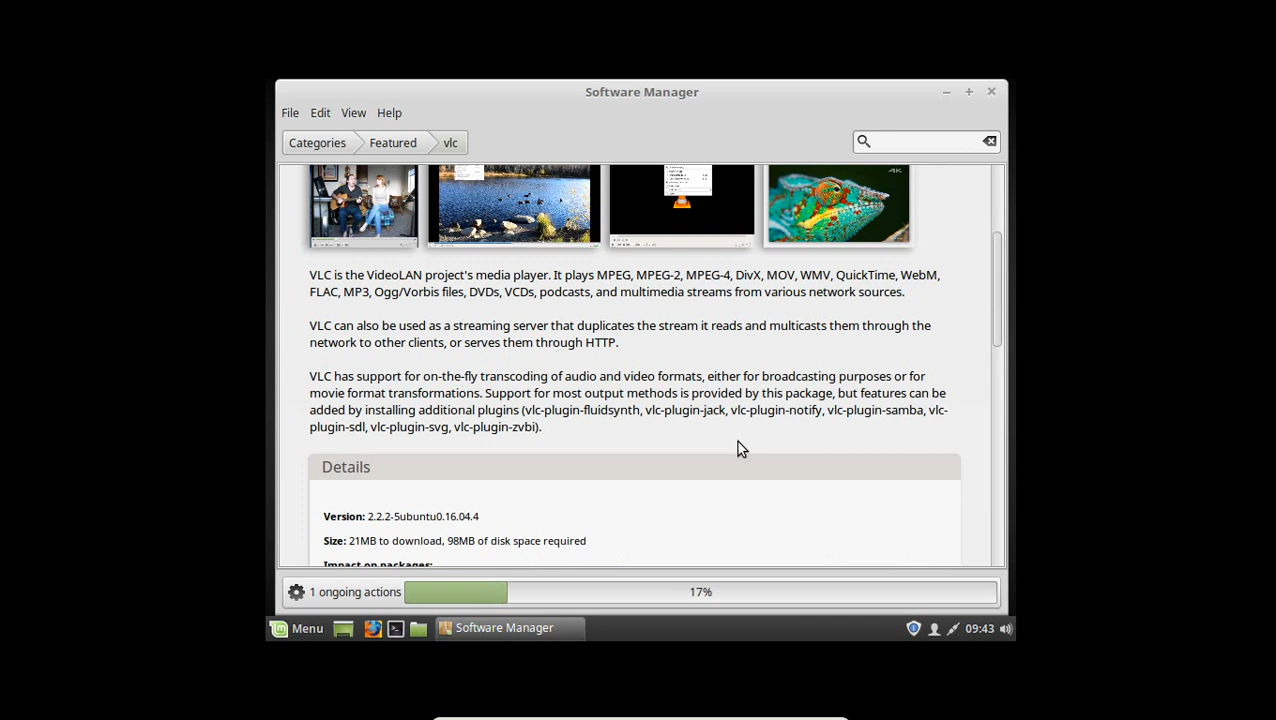 Software Manager
File Edit View Help
Categories Featured vlc
4K
VLC is the VideoLAN project's media player. It plays MPEG, MPEG-2, MPEG-4, DivX, MOV, WMV, QuickTime, WebM,
FLAC, MP3, Ogg/Vorbis files, DVDs, VCDs, podcasts, and multimedia streams from various network sources.
VLC can also be used as a streaming server that duplicates the stream it reads and multicasts them through the
network to other clients, or serves them through HTTP.
VLC has support for on-the-fly transcoding of audio and video formats, either for broadcasting purposes or for
movie format transformations. Support for most output methods is provided by this package, but features can be
added by installing additional plugins (vlc-plugin-fluidsynth, vlc-plugin-jack, vlc-plugin-notify, vlc-plugin-samba, vlc-
plugin-sdl, vlc-plugin-svg, vlc-plugin-zvbi).
Details
Version: 2.2.2-5ubuntu0.16.04.4
Size: 21MB to download, 98MB of disk space required
Impact on packages:
1 ongoing actions 17%
Menu Software Manager 09:43